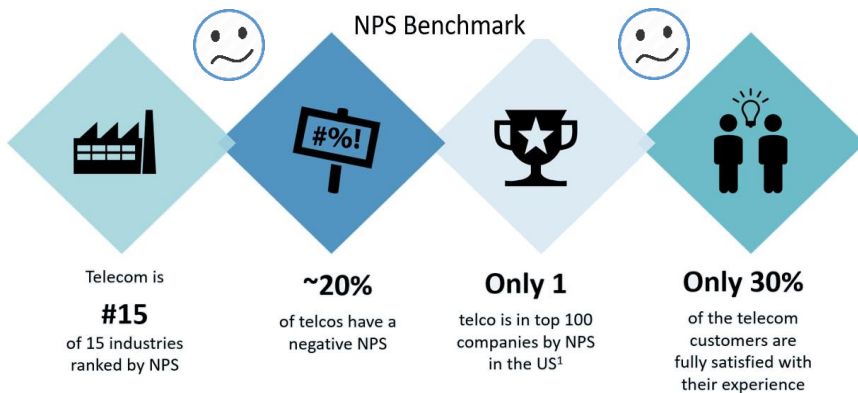 NPS Benchmark
#%!
Telecom is
#15
of 15 industries
ranked by NPS
~20%
of telcos have a
negative NPS
Only 1
telco is in top 100
companies by NPS
in the US¹
Only 30%
of the telecom
customers are
fully satisfied with
their experience